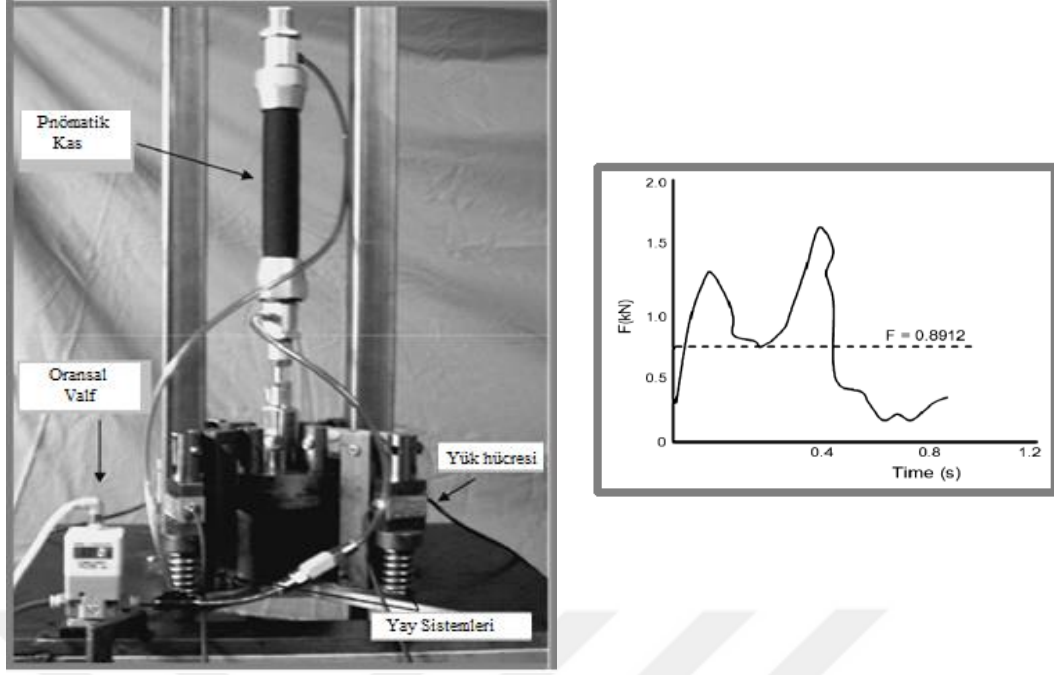 Pnömatik
Kas
Oransal
Valf
Yük hücresi
Yay Sistemleri
2.0
1.5
1.0
0.5
0
F(kN)
F = 0.8912
0.4
0.8
1.2
Time (s)